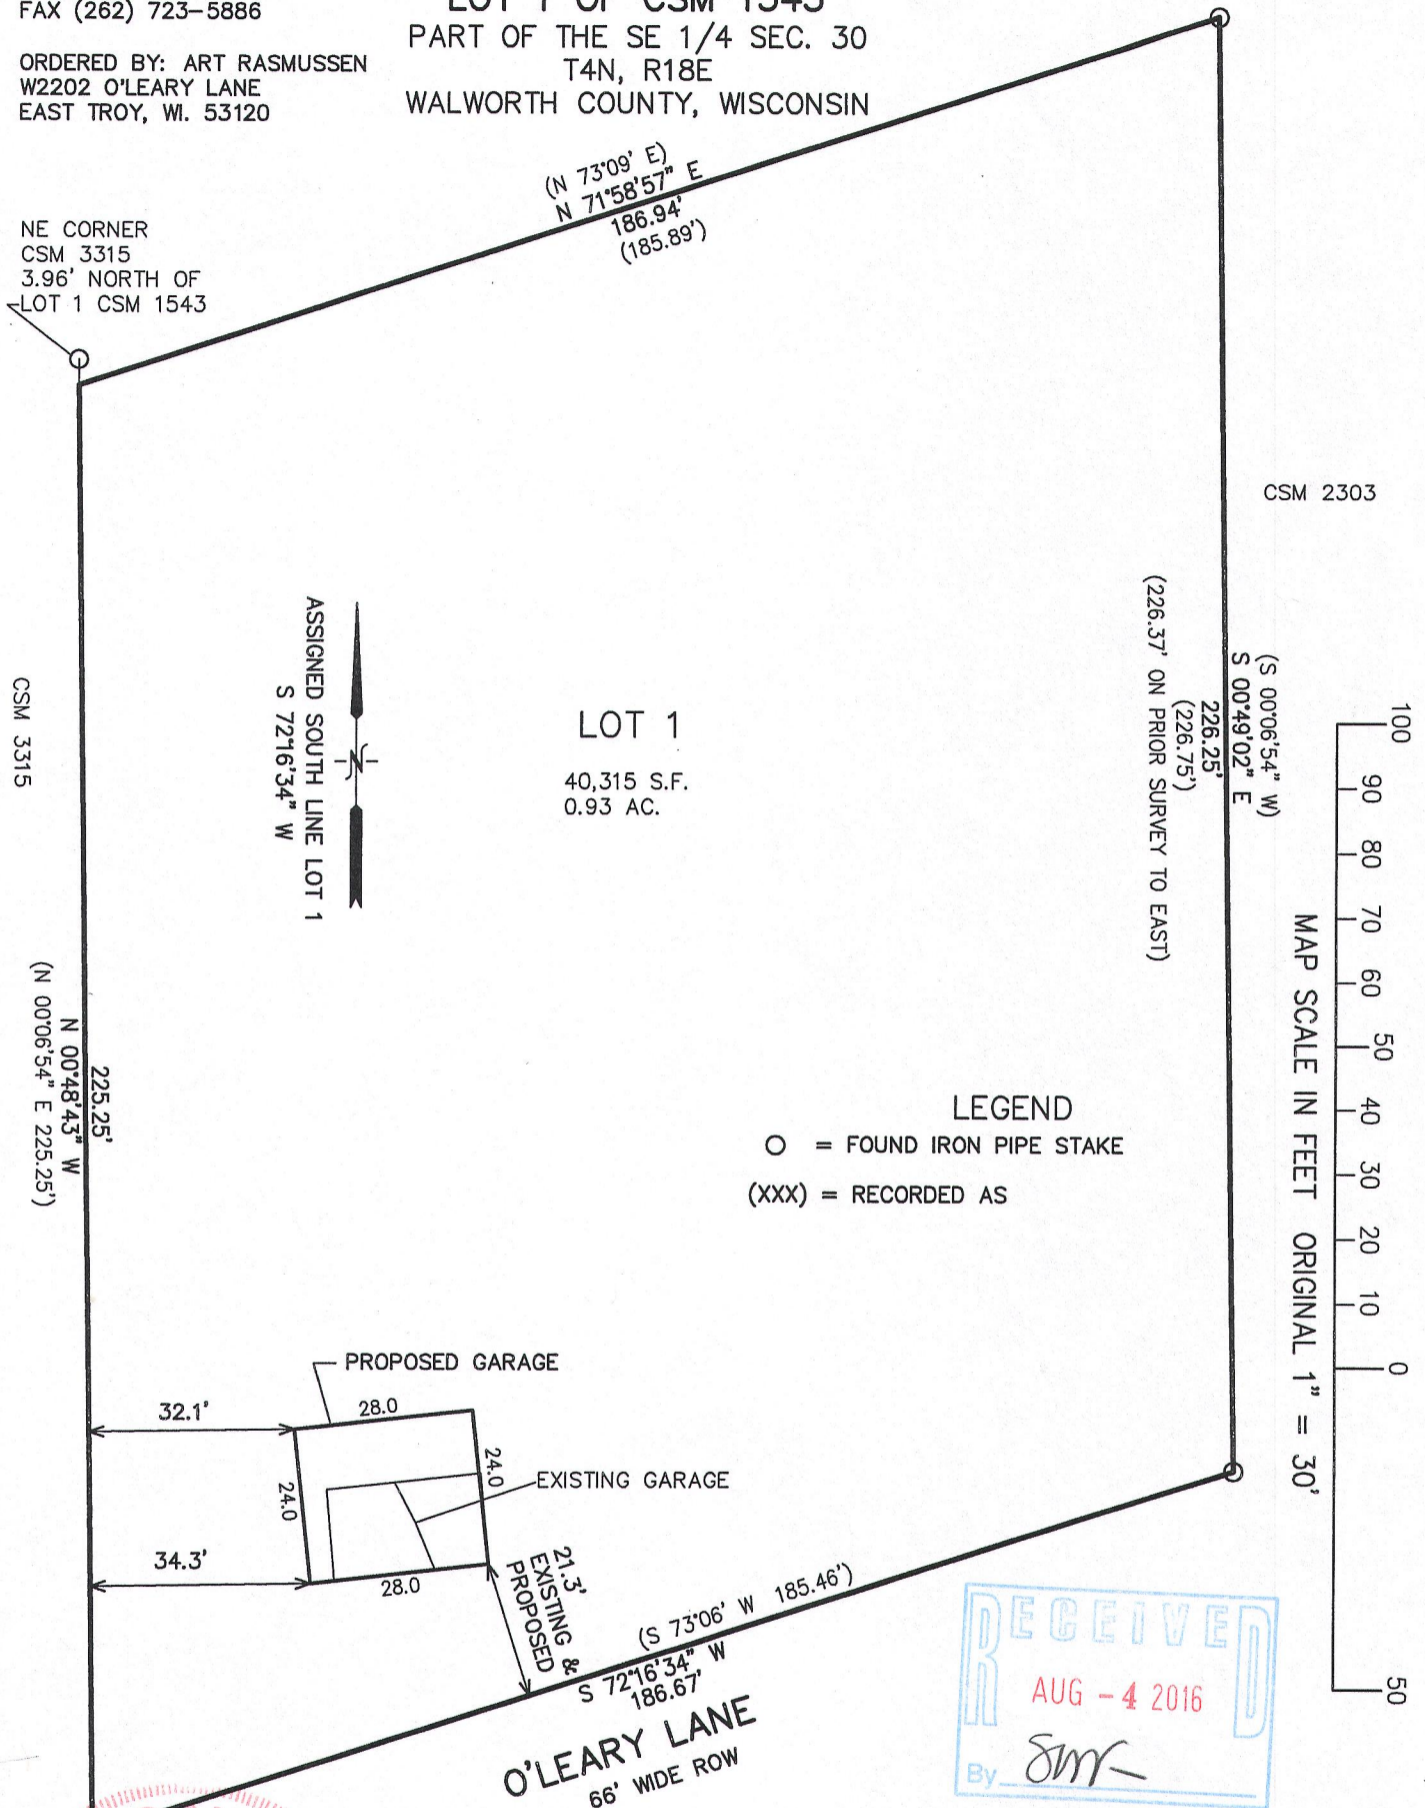 FAX (262) 723-5886
ORDERED BY: ART RASMUSSEN
W2202 O'LEARY LANE
EAST TROY, WI. 53120
LOT 1 OF CSM 1543
PART OF THE SE 1/4 SEC. 30
T4N, R18E
WALWORTH COUNTY, WISCONSIN
(N 73°09' E)
N 71°58'57" E
186.94'
(185.89')
NE CORNER
CSM 3315
3.96' NORTH OF
LOT 1 CSM 1543
CSM 2303
(S 00°06'54" W)
S 00°49'02" E
226.25'
(226.75')
(226.37' ON PRIOR SURVEY TO EAST)
ASSIGNED SOUTH LINE LOT 1
S 72°16'34" W
N
LOT 1
40,315 S.F.
0.93 AC.
CSM 3315
225.25'
N 00°48'43" W
(N 00°06'54" E 225.25')
100
90
80
70
60
50
40
30
20
10
0
50
MAP SCALE IN FEET ORIGINAL 1" = 30'
LEGEND
O = FOUND IRON PIPE STAKE
(XXX) = RECORDED AS
PROPOSED GARAGE
32.1'
28.0
24.0
24.0
EXISTING GARAGE
34.3'
28.0
21.3'
EXISTING &
PROPOSED
(S 73°06' W 185.46')
S 72°16'34" W
186.67'
O'LEARY LANE
66' WIDE ROW
RECEIVED
AUG -4 2016
By